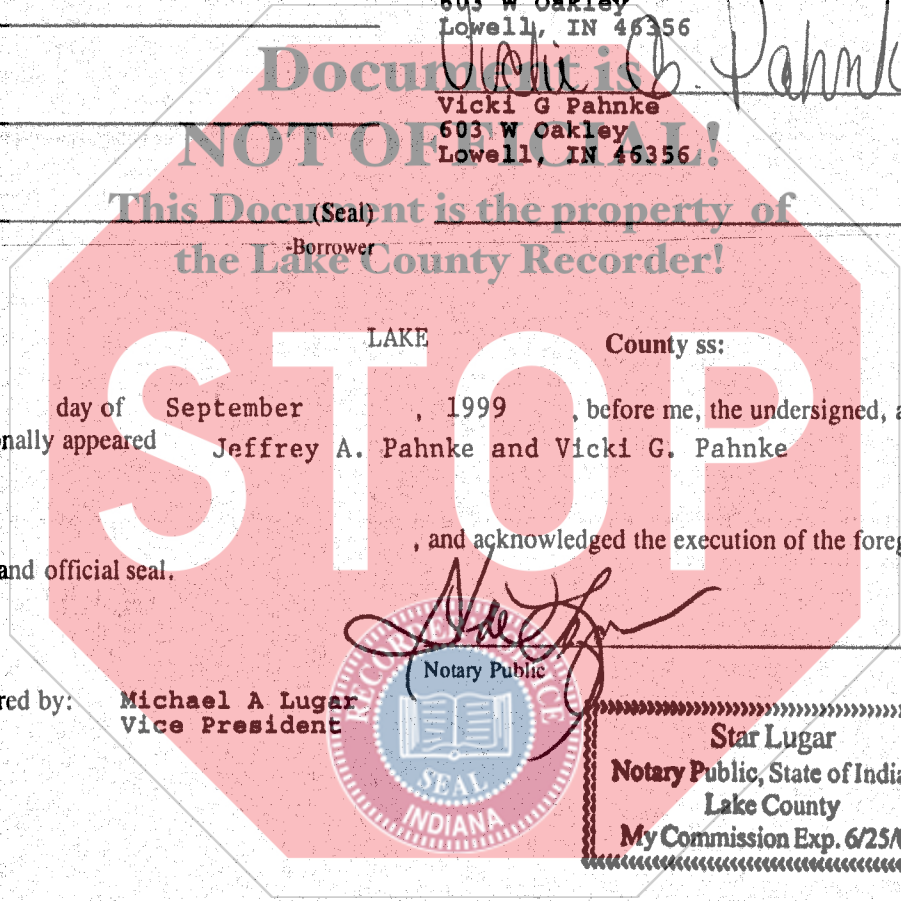 603 W Oakley
Lowell, IN 46356
Vicki G. Pahnk
Vicki G Pahnke
603 W Oakley
Lowell, IN 46356
Document is
NOT OFFICIAL!
This Document is the property of
the Lake County Recorder!
(Seal)
-Borrower
STOP
LAKE County ss:
day of September , 1999 , before me, the undersigned, a
nally appeared Jeffrey A. Pahnke and Vicki G. Pahnke
, and acknowledged the execution of the foreg
and official seal.
Notary Public
red by: Michael A Lugar
Vice President
RECORDER OFFICE
SEAL
INDIANA
Star Lugar
Notary Public, State of India
Lake County
My Commission Exp. 6/25/